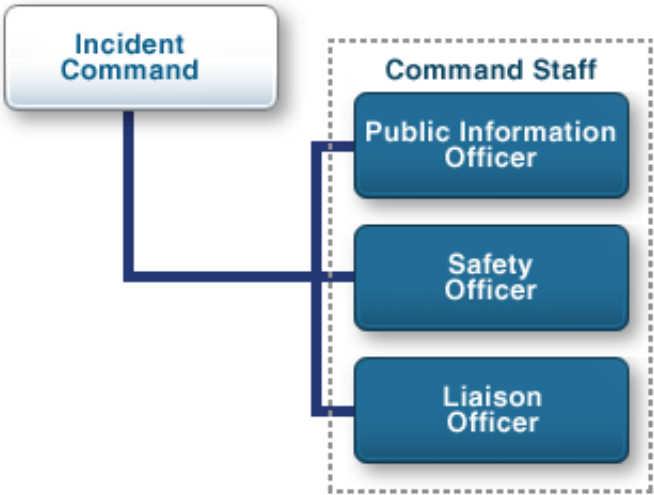 Incident
Command
Command Staff
Public Information
Officer
Safety
Officer
Liaison
Officer